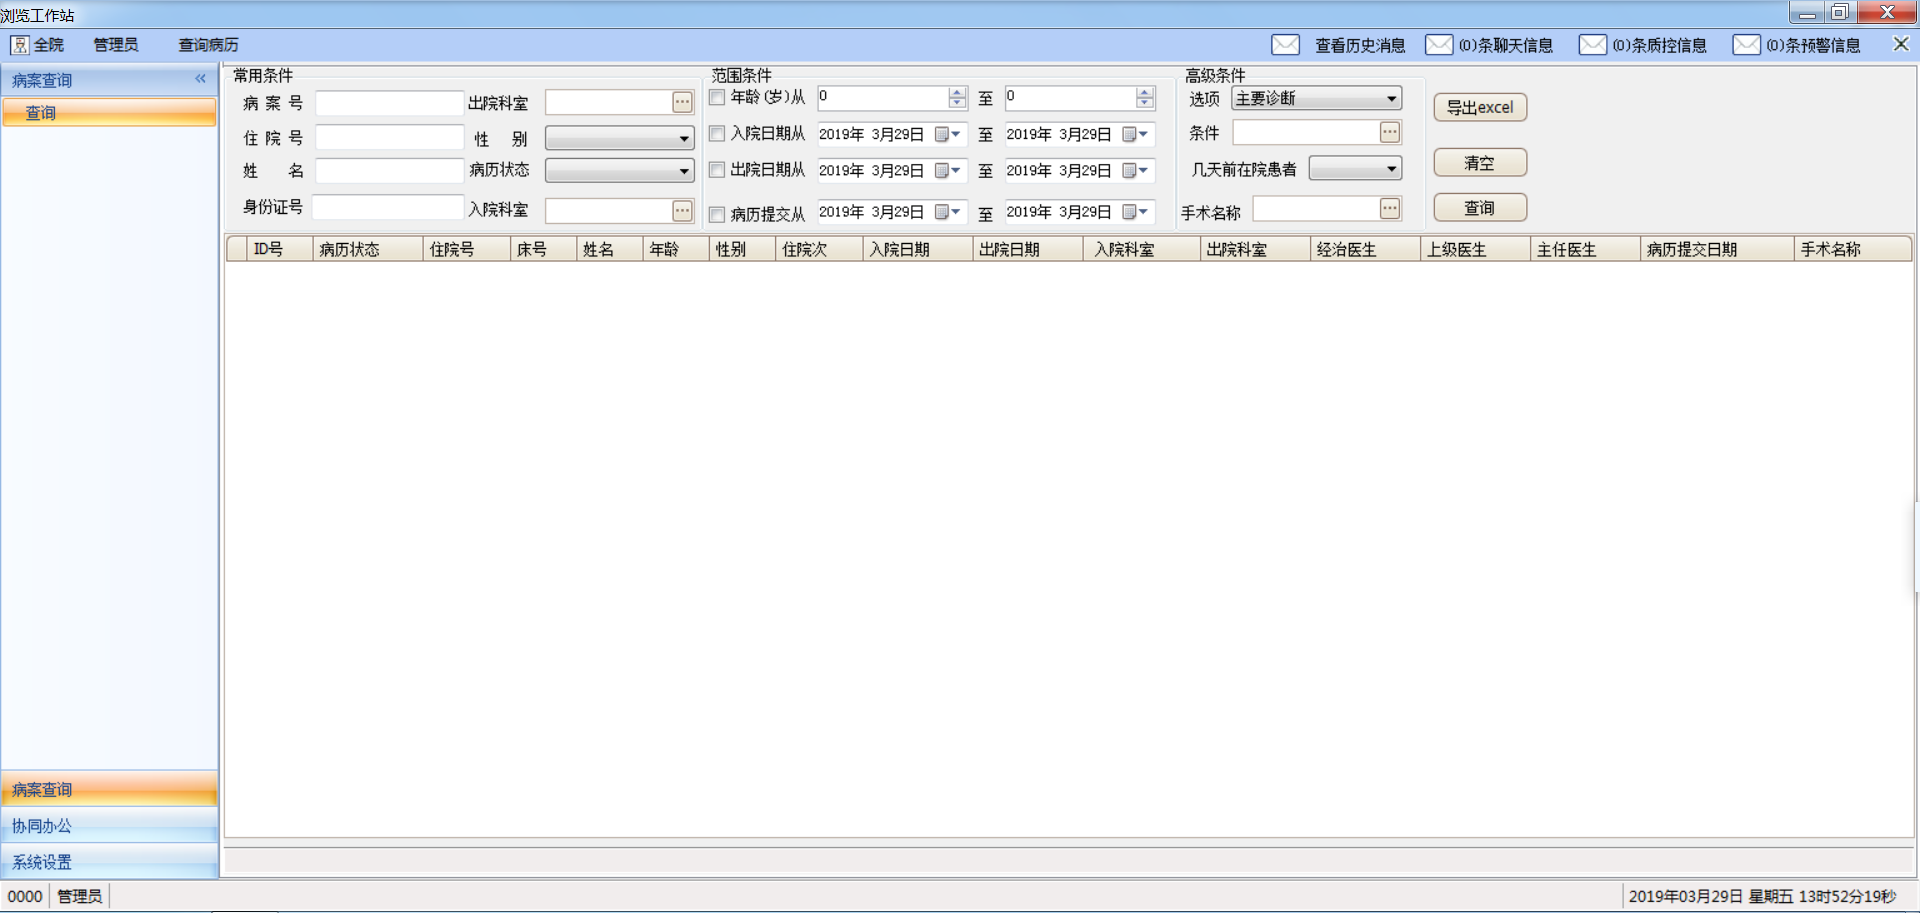 浏览工作站
全院 管理员 查询病历 查看历史消息 (0)条聊天信息 (0)条质控信息 (0)条预警信息
病案查询
查询
常用条件 范围条件 高级条件
病案号 出院科室 年龄(岁)从 0 至 0 选项 主要诊断 导出excel
住院号 性别 入院日期从 2019年 3月29日 至 2019年 3月29日 条件
姓名 病历状态 出院日期从 2019年 3月29日 至 2019年 3月29日 几天前在院患者 清空
身份证号 入院科室 病历提交从 2019年 3月29日 至 2019年 3月29日 手术名称 查询
ID号 病历状态 住院号 床号 姓名 年龄 性别 住院次 入院日期 出院日期 入院科室 出院科室 经治医生 上级医生 主任医生 病历提交日期 手术名称
病案查询
协同办公
系统设置
0000 管理员 2019年03月29日 星期五 13时52分19秒